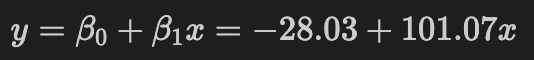 y = β₀ + β₁x = −28.03 + 101.07x